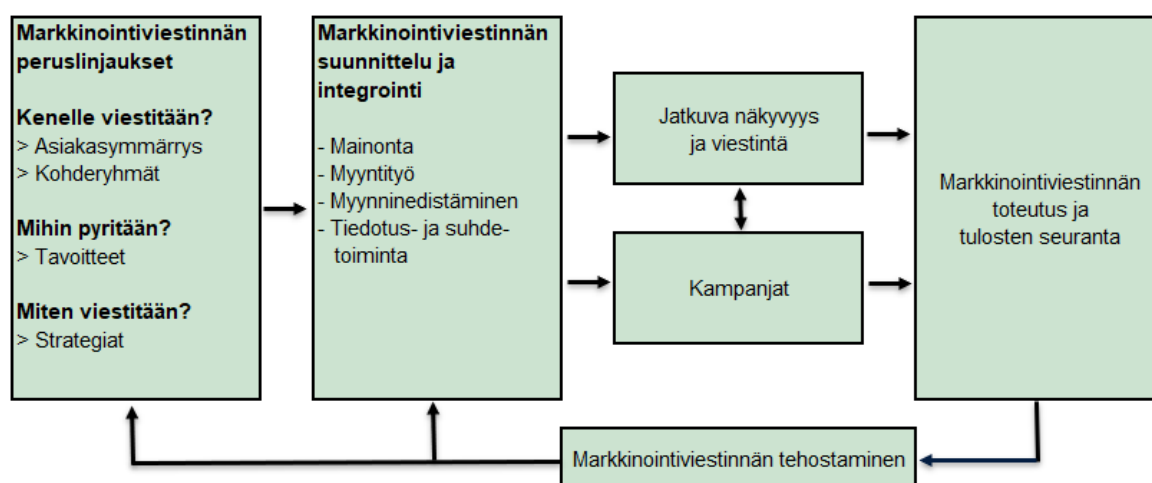 Markkinointiviestinnän
peruslinjaukset
Kenelle viestitään?
> Asiakasymmärrys
> Kohderyhmät
Mihin pyritään?
> Tavoitteet
Miten viestitään?
> Strategiat
Markkinointiviestinnän
suunnittelu ja
integrointi
- Mainonta
- Myyntityö
- Myynninedistäminen
- Tiedotus- ja suhde-
toiminta
Jatkuva näkyvyys
ja viestintä
Kampanjat
Markkinointiviestinnän
toteutus ja
tulosten seuranta
Markkinointiviestinnän tehostaminen